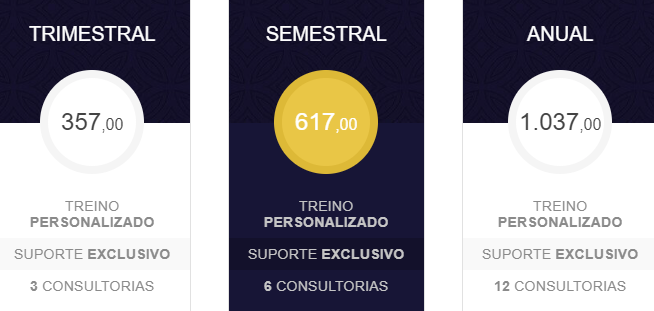 TRIMESTRAL
357,00
TREINO
PERSONALIZADO
SUPORTE EXCLUSIVO
3 CONSULTORIAS
SEMESTRAL
617,00
TREINO
PERSONALIZADO
SUPORTE EXCLUSIVO
6 CONSULTORIAS
ANUAL
1.037,00
TREINO
PERSONALIZADO
SUPORTE EXCLUSIVO
12 CONSULTORIAS